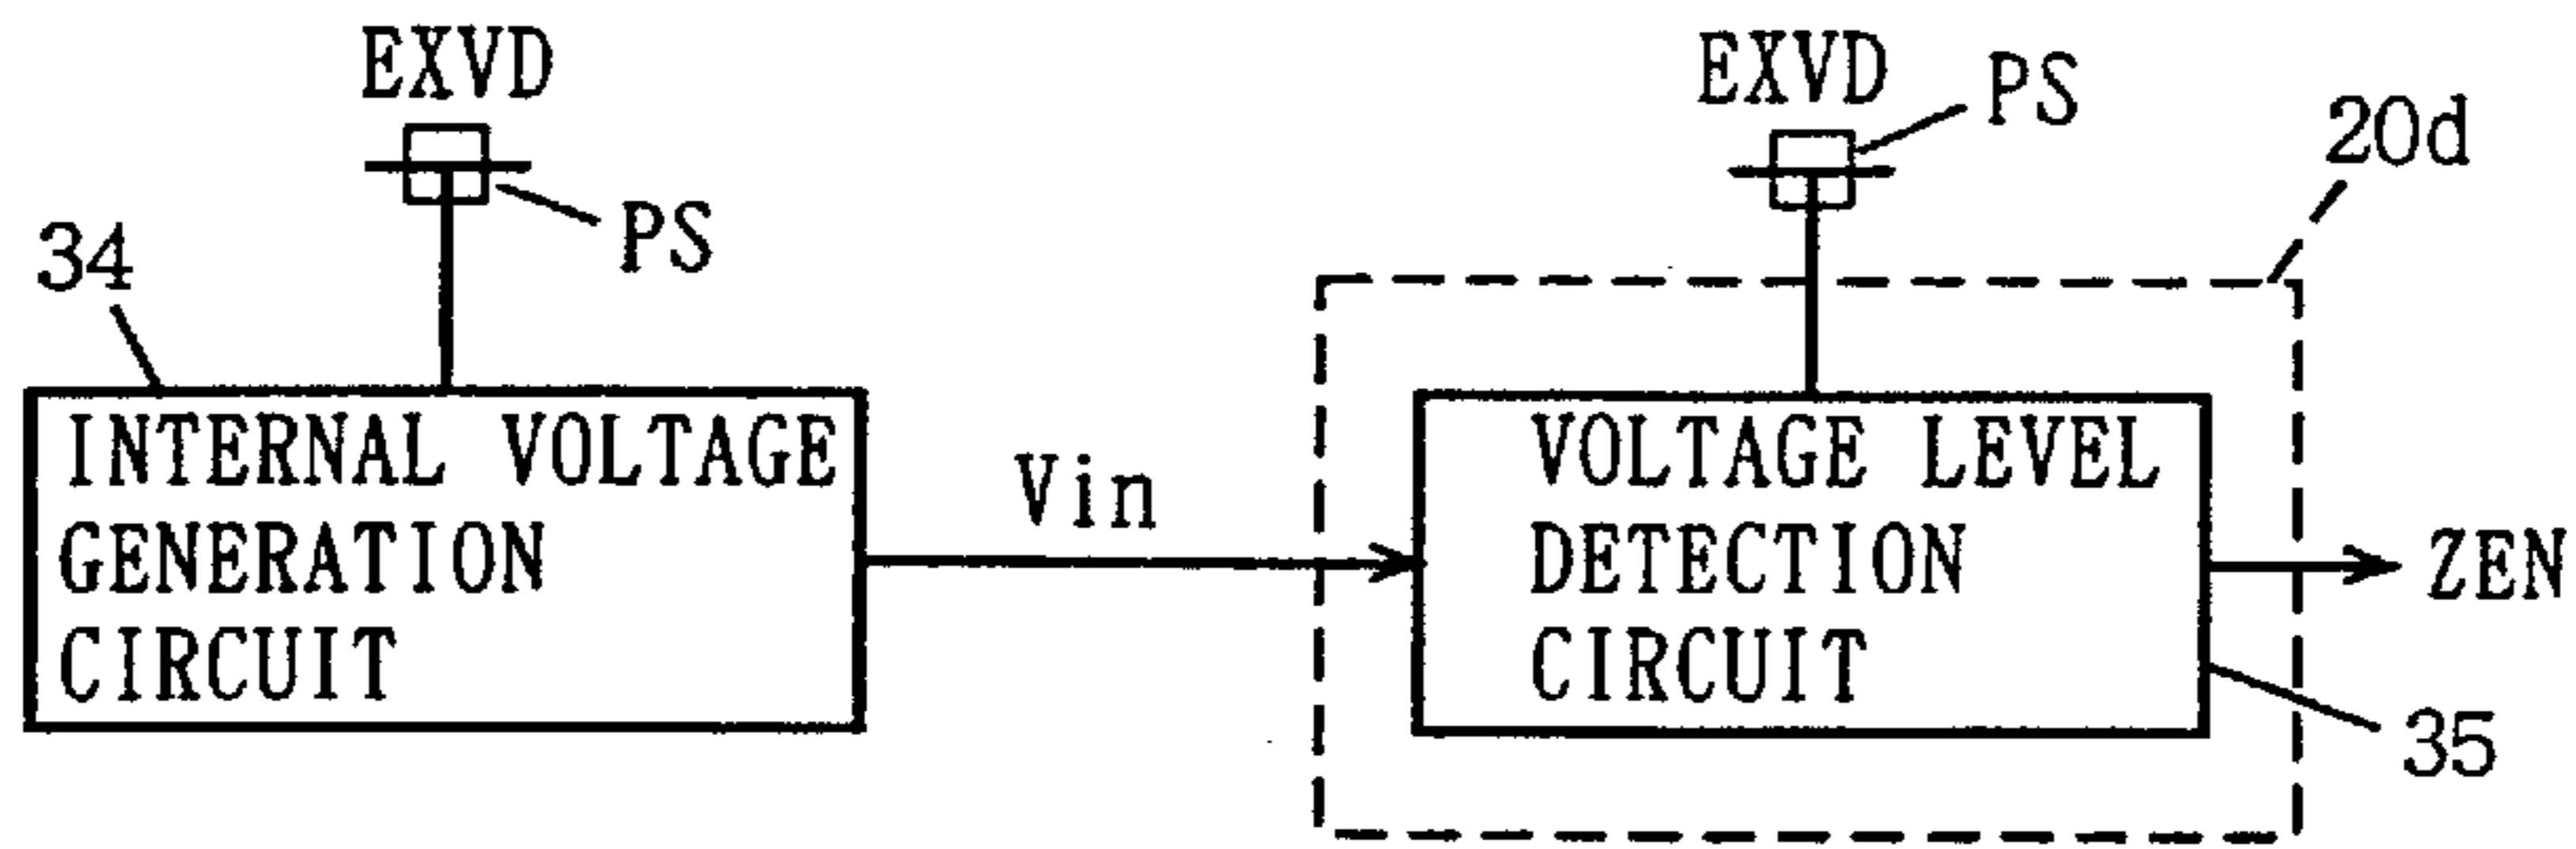 EXVD
PS
34
INTERNAL VOLTAGE
GENERATION
CIRCUIT
Vin
EXVD
PS
20d
VOLTAGE LEVEL
DETECTION
CIRCUIT
ZEN
35